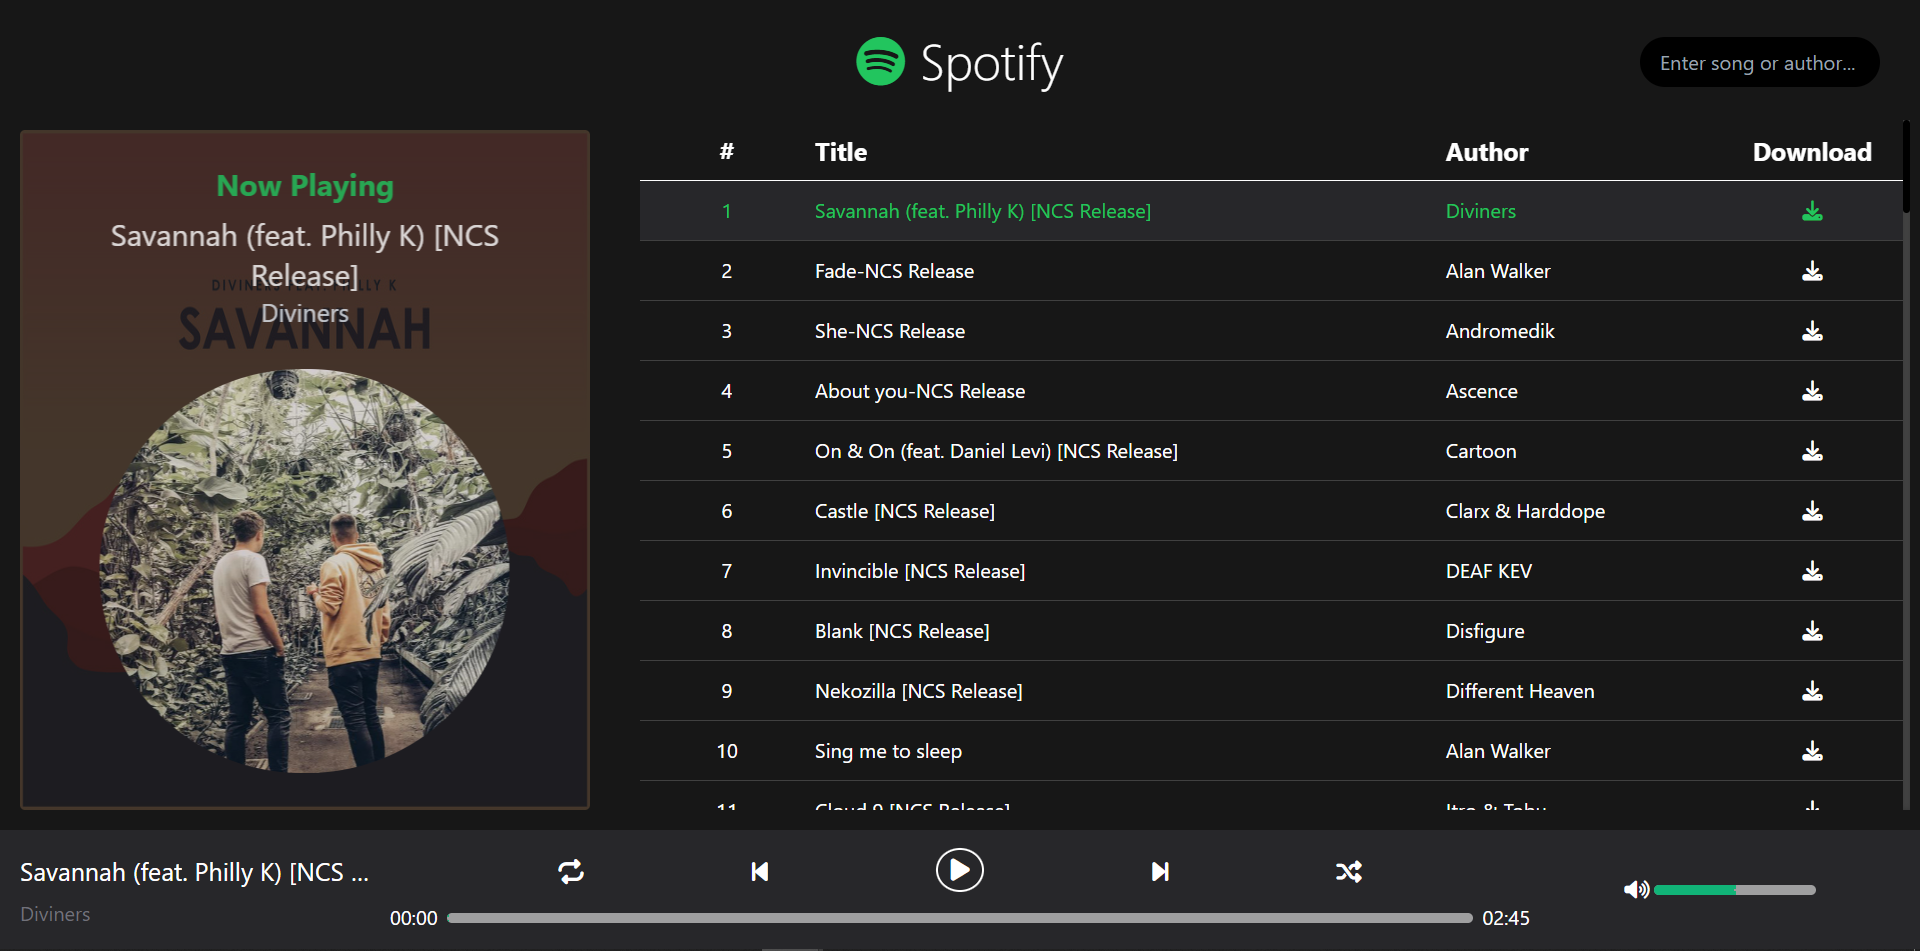 Spotify
Enter song or author...
Now Playing
Savannah (feat. Philly K) [NCS
Release]
Diviners
DIVINERS FEAT. PHILLY K
SAVANNAH
# Title Author Download
1 Savannah (feat. Philly K) [NCS Release] Diviners
2 Fade-NCS Release Alan Walker
3 She-NCS Release Andromedik
4 About you-NCS Release Ascence
5 On & On (feat. Daniel Levi) [NCS Release] Cartoon
6 Castle [NCS Release] Clarx & Harddope
7 Invincible [NCS Release] DEAF KEV
8 Blank [NCS Release] Disfigure
9 Nekozilla [NCS Release] Different Heaven
10 Sing me to sleep Alan Walker
11 Cloud 9 [NCS Release] Itro & Tobu
Savannah (feat. Philly K) [NCS ...
Diviners
00:00
02:45